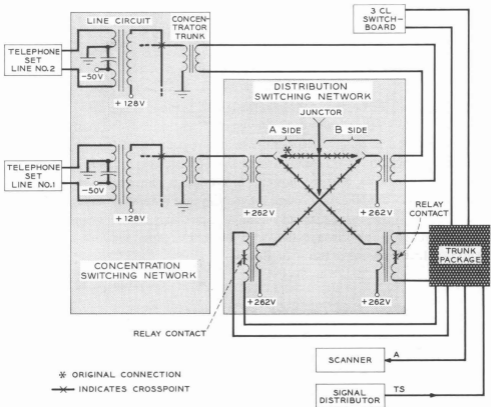 LINE CIRCUIT
CONCEN-
TRATOR
TRUNK
3 CL
SWITCH-
BOARD
TELEPHONE
SET
LINE NO.2
-50V
+128V
DISTRIBUTION
SWITCHING NETWORK
JUNCTOR
A SIDE
B SIDE
TELEPHONE
SET
LINE NO.1
-50V
+128V
+262V
+262V
RELAY
CONTACT
TRUNK
PACKAGE
CONCENTRATION
SWITCHING NETWORK
+262V
+262V
RELAY CONTACT
SCANNER
A
* ORIGINAL CONNECTION
INDICATES CROSSPOINT
SIGNAL
DISTRIBUTOR
TS